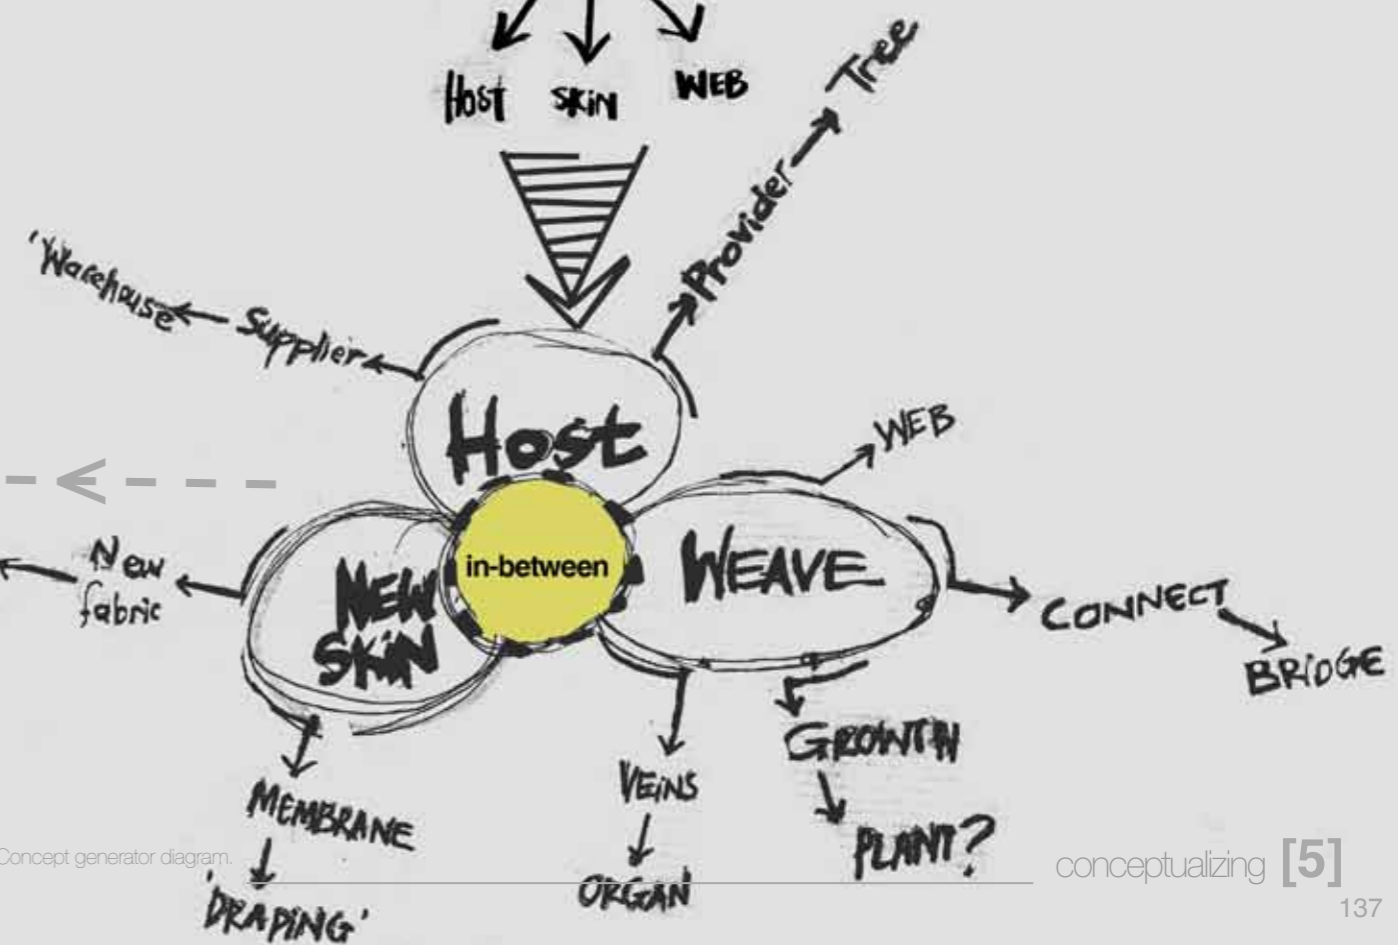 HOST
SKIN
WEB
Tree
Provider
'Warehouse
Supplier
Host
WEB
in-between
WEAVE
New
fabric
NEW
SKIN
CONNECT
BRIDGE
GROWTH
VEINS
MEMBRANE
PLANT?
Concept generator diagram.
conceptualizing [5]
ORGAN
'DRAPING'
137